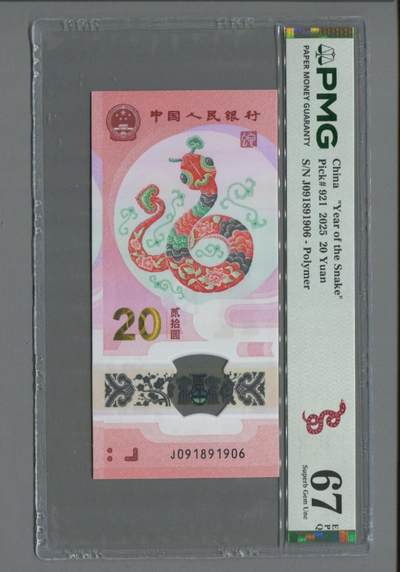 中国人民银行
20
贰拾圆
J091891906
PMG
PAPER MONEY GUARANTY
China "Year of the Snake"
Pick# 921 2025 20 Yuan
S/N J091891906 - Polymer
67
Superb Gem Unc
E
P
Q